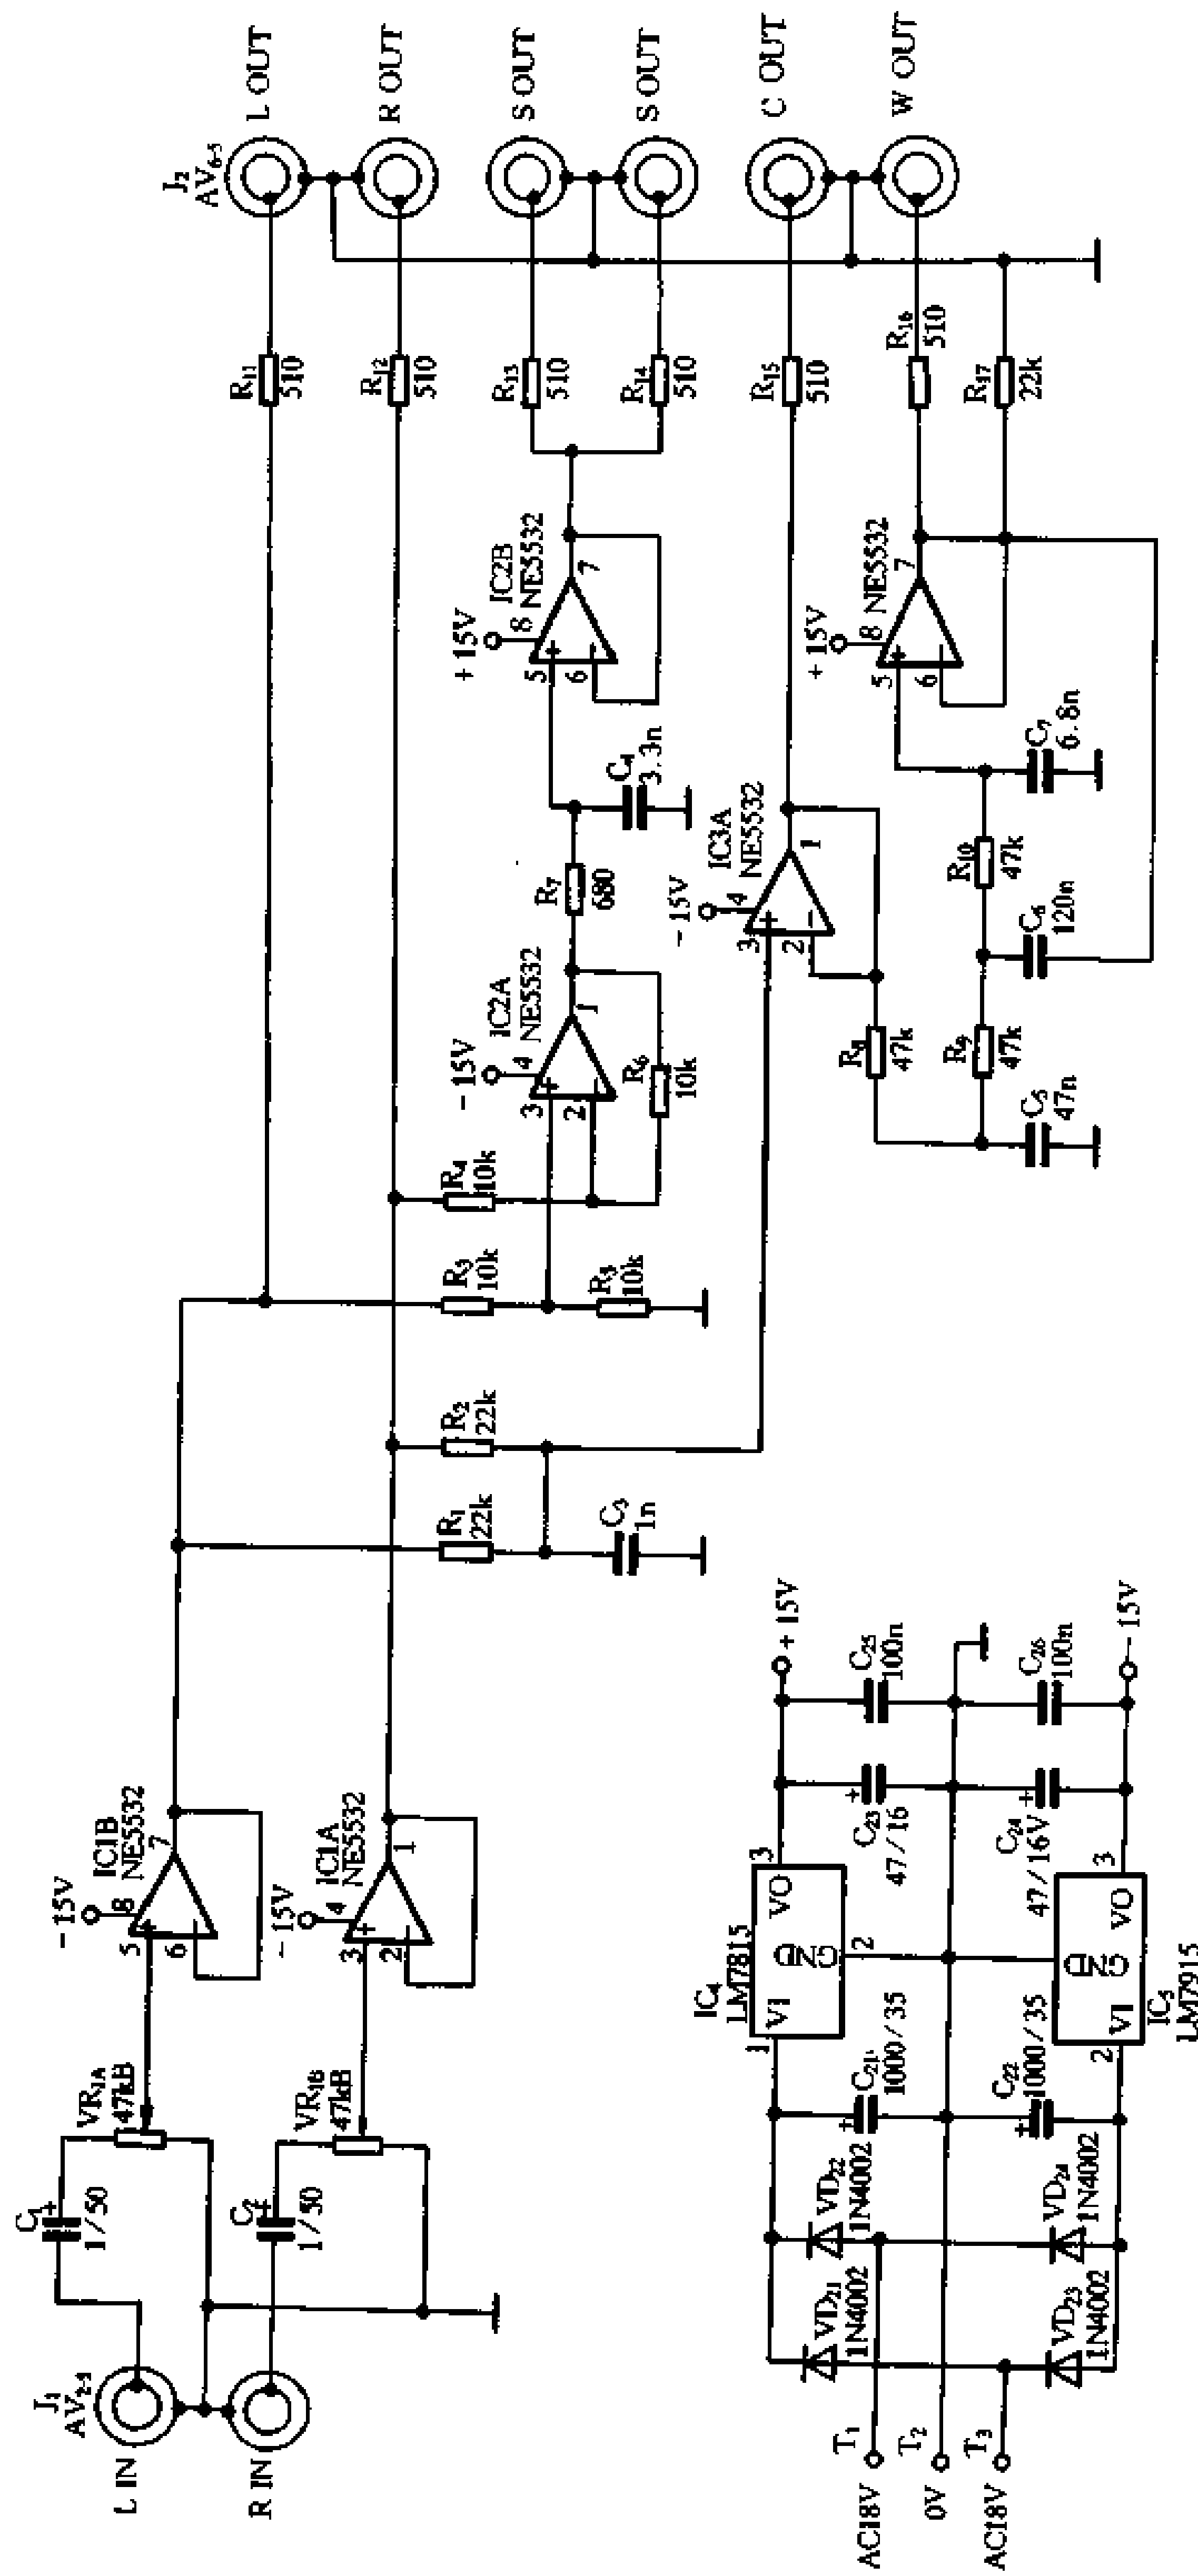 J₁
AV₂₋₅
L IN
R IN
C₁
+
1/50
VR₁A
47kB
C₂
+
1/50
VR₁B
47kB
-15V
IC1B
NE5532
8
5
+
6
-
7
-15V
IC1A
NE5532
4
3
+
2
-
1
R₁
22k
R₂
22k
C₃
1n
R₃
10k
R₄
10k
R₅
10k
-15V
IC2A
NE5532
4
3
+
2
-
1
R₆
10k
R₇
680
C₄
3.3n
+15V
IC2B
NE5532
8
5
+
6
-
7
-15V
IC3A
NE5532
4
3
+
2
-
1
R₈
47k
R₉
47k
R₁₀
47k
C₅
47n
C₆
120n
C₇
6.8n
+15V
NE5532
8
5
+
6
-
7
R₁₁
510
R₁₂
510
R₁₃
510
R₁₄
510
R₁₅
510
R₁₆
510
R₁₇
22k
J₂
AV₆₋₅
L OUT
R OUT
S OUT
S OUT
C OUT
W OUT
T₁
AC18V
T₂
0V
T₃
AC18V
VD₂₁
1N4002
VD₂₂
1N4002
VD₂₃
1N4002
VD₂₄
1N4002
+
C₂₁
1000/35
+
C₂₂
1000/35
IC₄
LM7815
1
VI
GND
VO
3
2
IC₅
LM7915
2
VI
GND
VO
3
+
C₂₃
47/16
+
C₂₄
47/16V
C₂₅
100n
C₂₆
100n
+15V
-15V